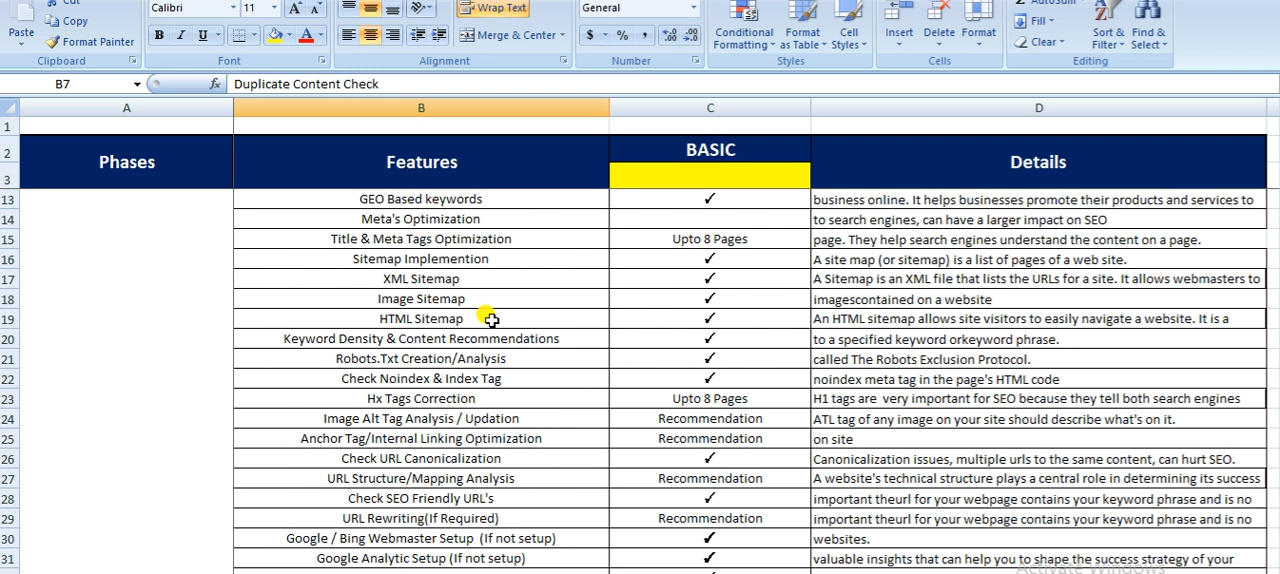 Cut Calibri 11 A A Wrap Text General Σ AutoSum
Paste Copy B I U A Merge & Center $ % , Conditional Formatting Format as Table Cell Styles Insert Delete Format Fill Sort & Filter Find & Select
Format Painter Clear
Clipboard Font Alignment Number Styles Cells Editing
B7 fx Duplicate Content Check
A B C D
1
2 Phases Features BASIC Details
3
13 GEO Based keywords ✓ business online. It helps businesses promote their products and services to
14 Meta's Optimization to search engines, can have a larger impact on SEO
15 Title & Meta Tags Optimization Upto 8 Pages page. They help search engines understand the content on a page.
16 Sitemap Implemention ✓ A site map (or sitemap) is a list of pages of a web site.
17 XML Sitemap ✓ A Sitemap is an XML file that lists the URLs for a site. It allows webmasters to
18 Image Sitemap ✓ imagescontained on a website
19 HTML Sitemap ✓ An HTML sitemap allows site visitors to easily navigate a website. It is a
20 Keyword Density & Content Recommendations ✓ to a specified keyword orkeyword phrase.
21 Robots.Txt Creation/Analysis ✓ called The Robots Exclusion Protocol.
22 Check Noindex & Index Tag ✓ noindex meta tag in the page's HTML code
23 Hx Tags Correction Upto 8 Pages H1 tags are very important for SEO because they tell both search engines
24 Image Alt Tag Analysis / Updation Recommendation ATL tag of any image on your site should describe what's on it.
25 Anchor Tag/Internal Linking Optimization Recommendation on site
26 Check URL Canonicalization ✓ Canonicalization issues, multiple urls to the same content, can hurt SEO.
27 URL Structure/Mapping Analysis Recommendation A website's technical structure plays a central role in determining its success
28 Check SEO Friendly URL's ✓ important theurl for your webpage contains your keyword phrase and is no
29 URL Rewriting(If Required) Recommendation important theurl for your webpage contains your keyword phrase and is no
30 Google / Bing Webmaster Setup (If not setup) ✓ websites.
31 Google Analytic Setup (If not setup) ✓ valuable insights that can help you to shape the success strategy of your
Activate Windows